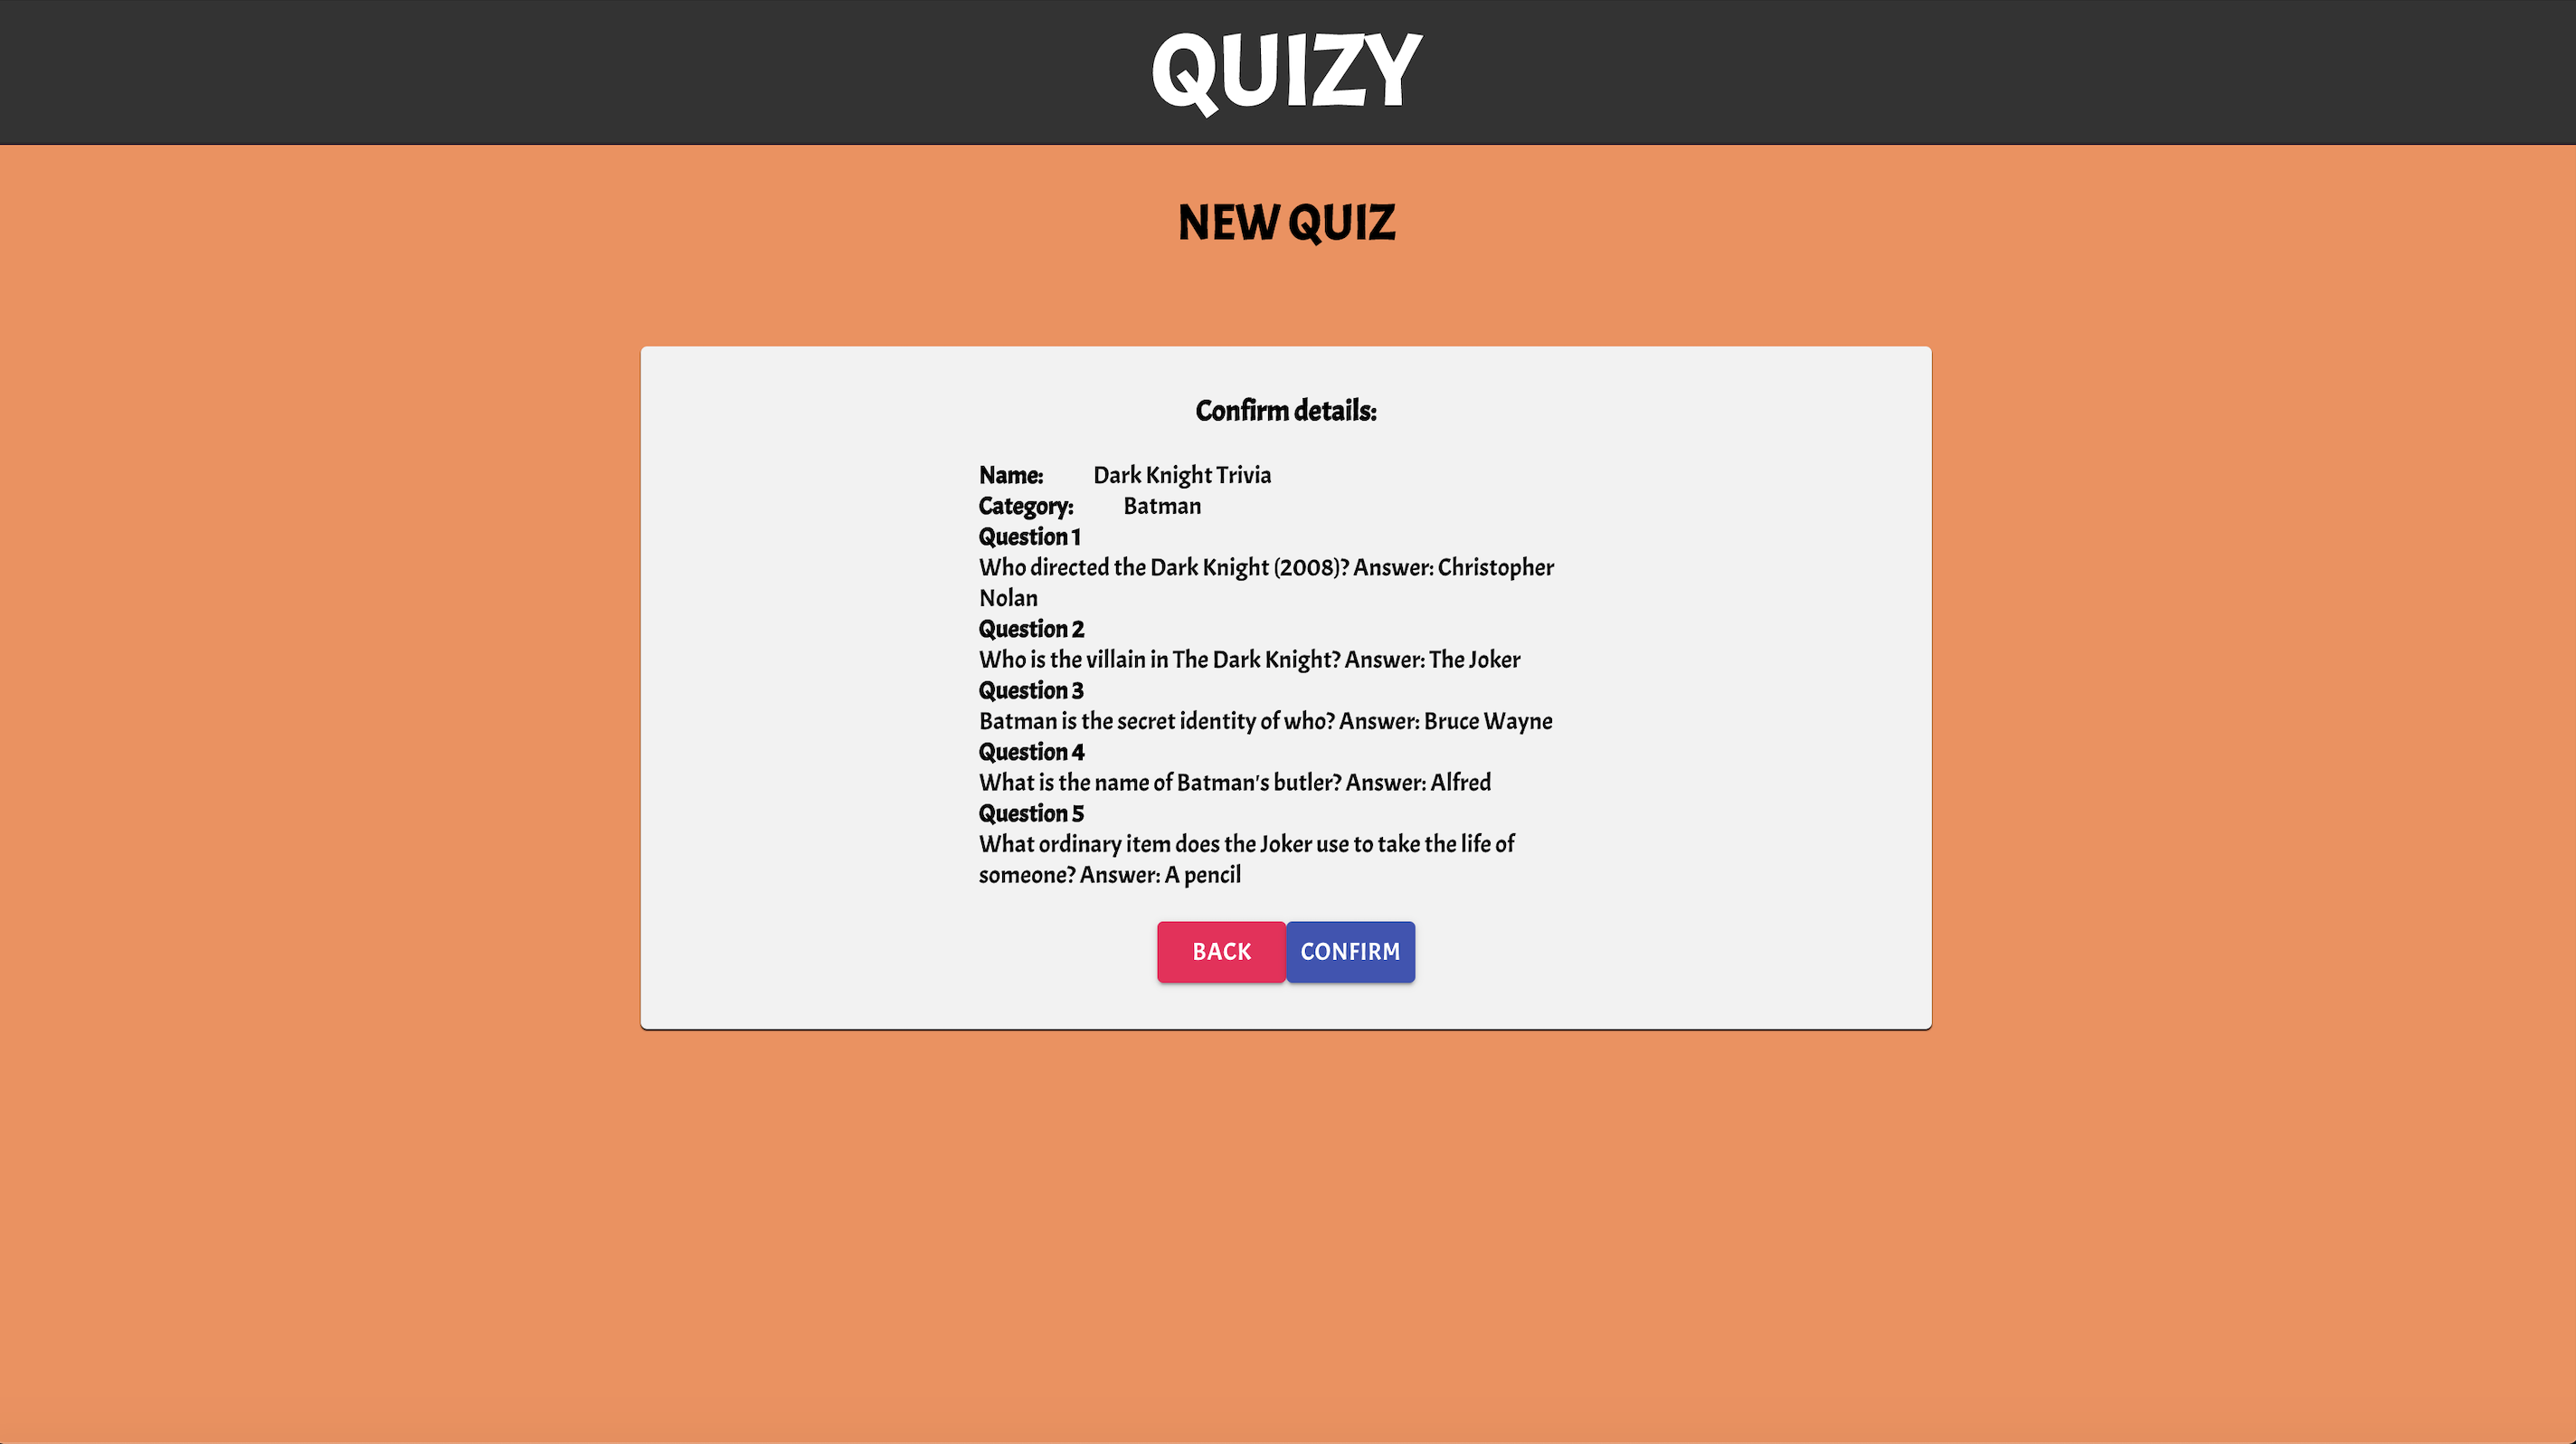 QUIZY
NEW QUIZ
Confirm details:
Name: Dark Knight Trivia
Category: Batman
Question 1
Who directed the Dark Knight (2008)? Answer: Christopher
Nolan
Question 2
Who is the villain in The Dark Knight? Answer: The Joker
Question 3
Batman is the secret identity of who? Answer: Bruce Wayne
Question 4
What is the name of Batman's butler? Answer: Alfred
Question 5
What ordinary item does the Joker use to take the life of
someone? Answer: A pencil
BACK CONFIRM